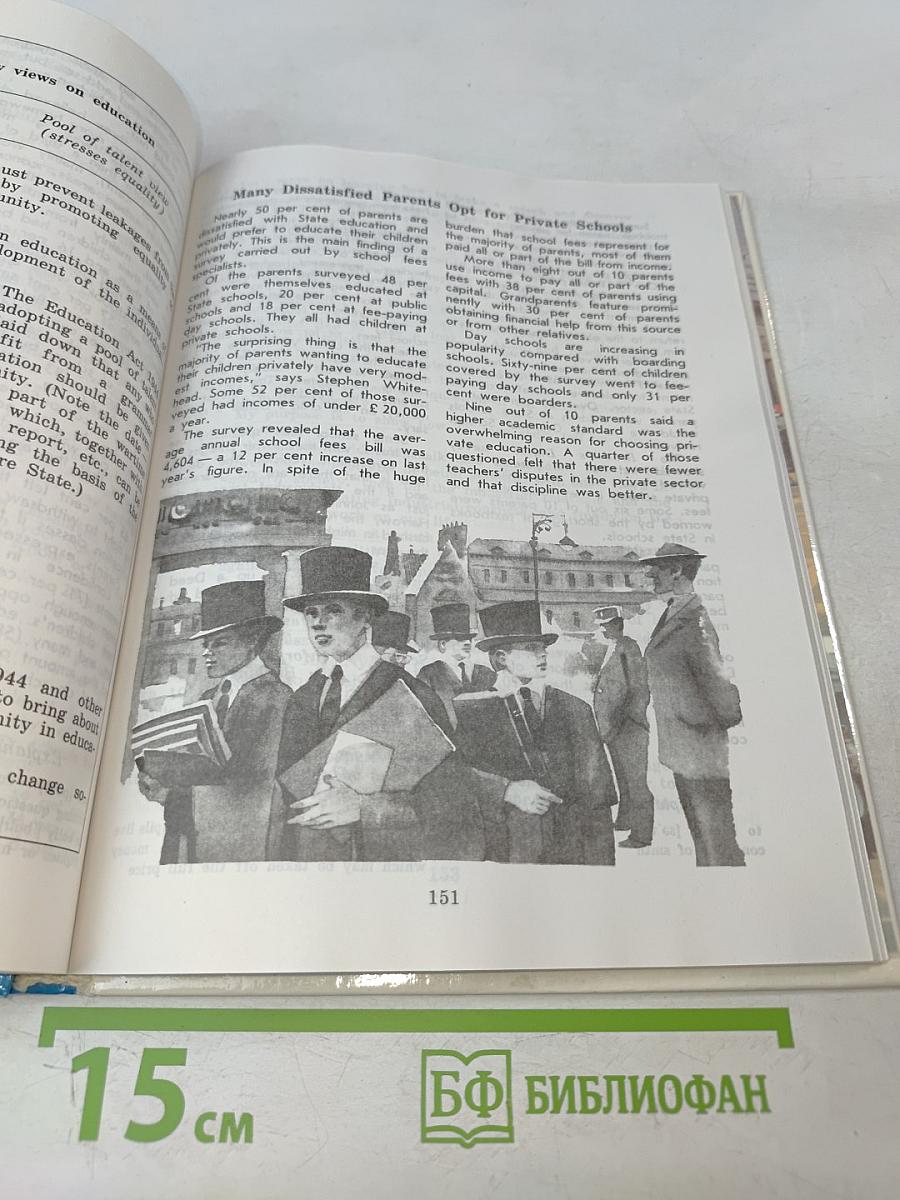 y views on education
Pool of talent view
(stresses equality)
ust prevent leakages from
by promoting equality
unity.
n education as a means
lopment of the individual
The Education Act 1944
adopting a pool of
aid down that any
fit from a grammar
ation should be given
ity. (Note the date
part of the wartime
which, together with
report, etc., can be
ng the basis of the
re State.)
944 and other
to bring about
nity in educa-
change so-
Many Dissatisfied Parents Opt for Private Schools
Nearly 50 per cent of parents are
dissatisfied with State education and
would prefer to educate their children
privately. This is the main finding of a
survey carried out by school fees
specialists.
Of the parents surveyed 48 per
cent were themselves educated at
State schools, 20 per cent at public
schools and 18 per cent at fee-paying
day schools. They all had children at
private schools.
"The surprising thing is that the
majority of parents wanting to educate
their children privately have very mod-
est incomes," says Stephen White-
head. Some 52 per cent of those sur-
veyed had incomes of under £ 20,000
a year.
The survey revealed that the aver-
age annual school fees bill was
4,604 — a 12 per cent increase on last
year's figure. In spite of the huge
burden that school fees represent for
the majority of parents, most of them
paid all or part of the bill from income.
More than eight out of 10 parents
use income to pay all or part of the
fees with 38 per cent of parents using
capital. Grandparents feature promi-
nently with 30 per cent of parents
obtaining financial help from this source
or from other relatives.
Day schools are increasing in
popularity compared with boarding
schools. Sixty-nine per cent of children
covered by the survey went to fee-
paying day schools and only 31 per
cent were boarders.
Nine out of 10 parents said a
higher academic standard was the
overwhelming reason for choosing pri-
vate education. A quarter of those
questioned felt that there were fewer
teachers' disputes in the private sector
and that discipline was better.
151
15 см
БФ БИБЛИОФАН